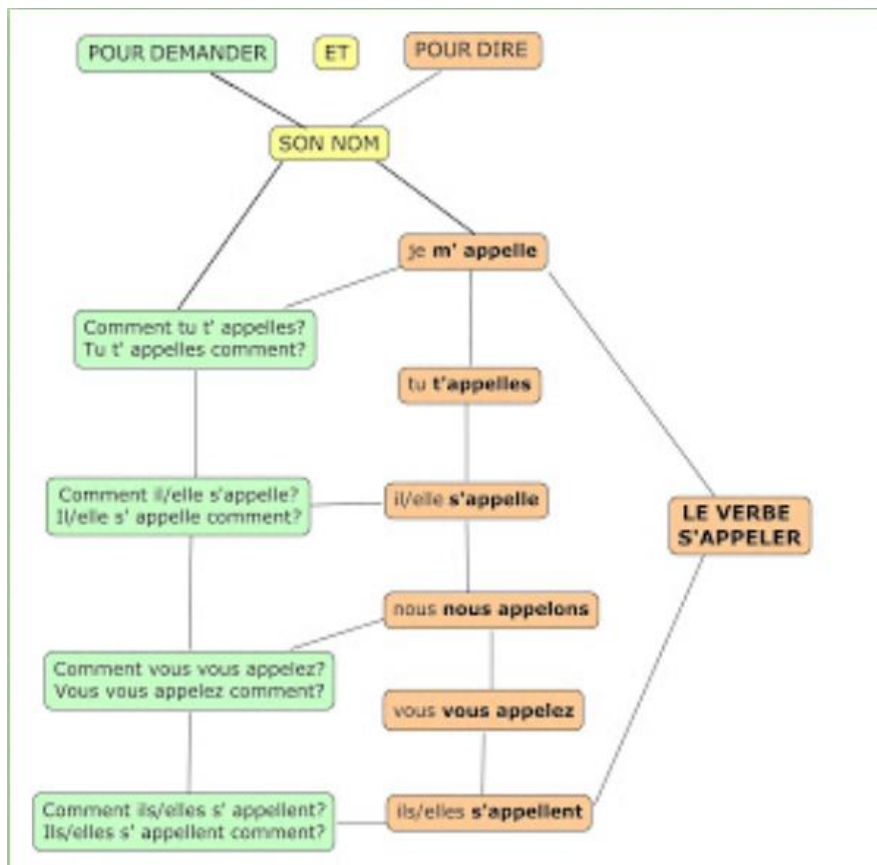 POUR DEMANDER
ET
POUR DIRE
SON NOM
je m' appelle
Comment tu t' appelles?
Tu t' appelles comment?
tu t'appelles
Comment il/elle s'appelle?
Il/elle s' appelle comment?
il/elle s'appelle
LE VERBE
S'APPELER
nous nous appelons
Comment vous vous appelez?
Vous vous appelez comment?
vous vous appelez
Comment ils/elles s' appellent?
Ils/elles s' appellent comment?
ils/elles s'appellent